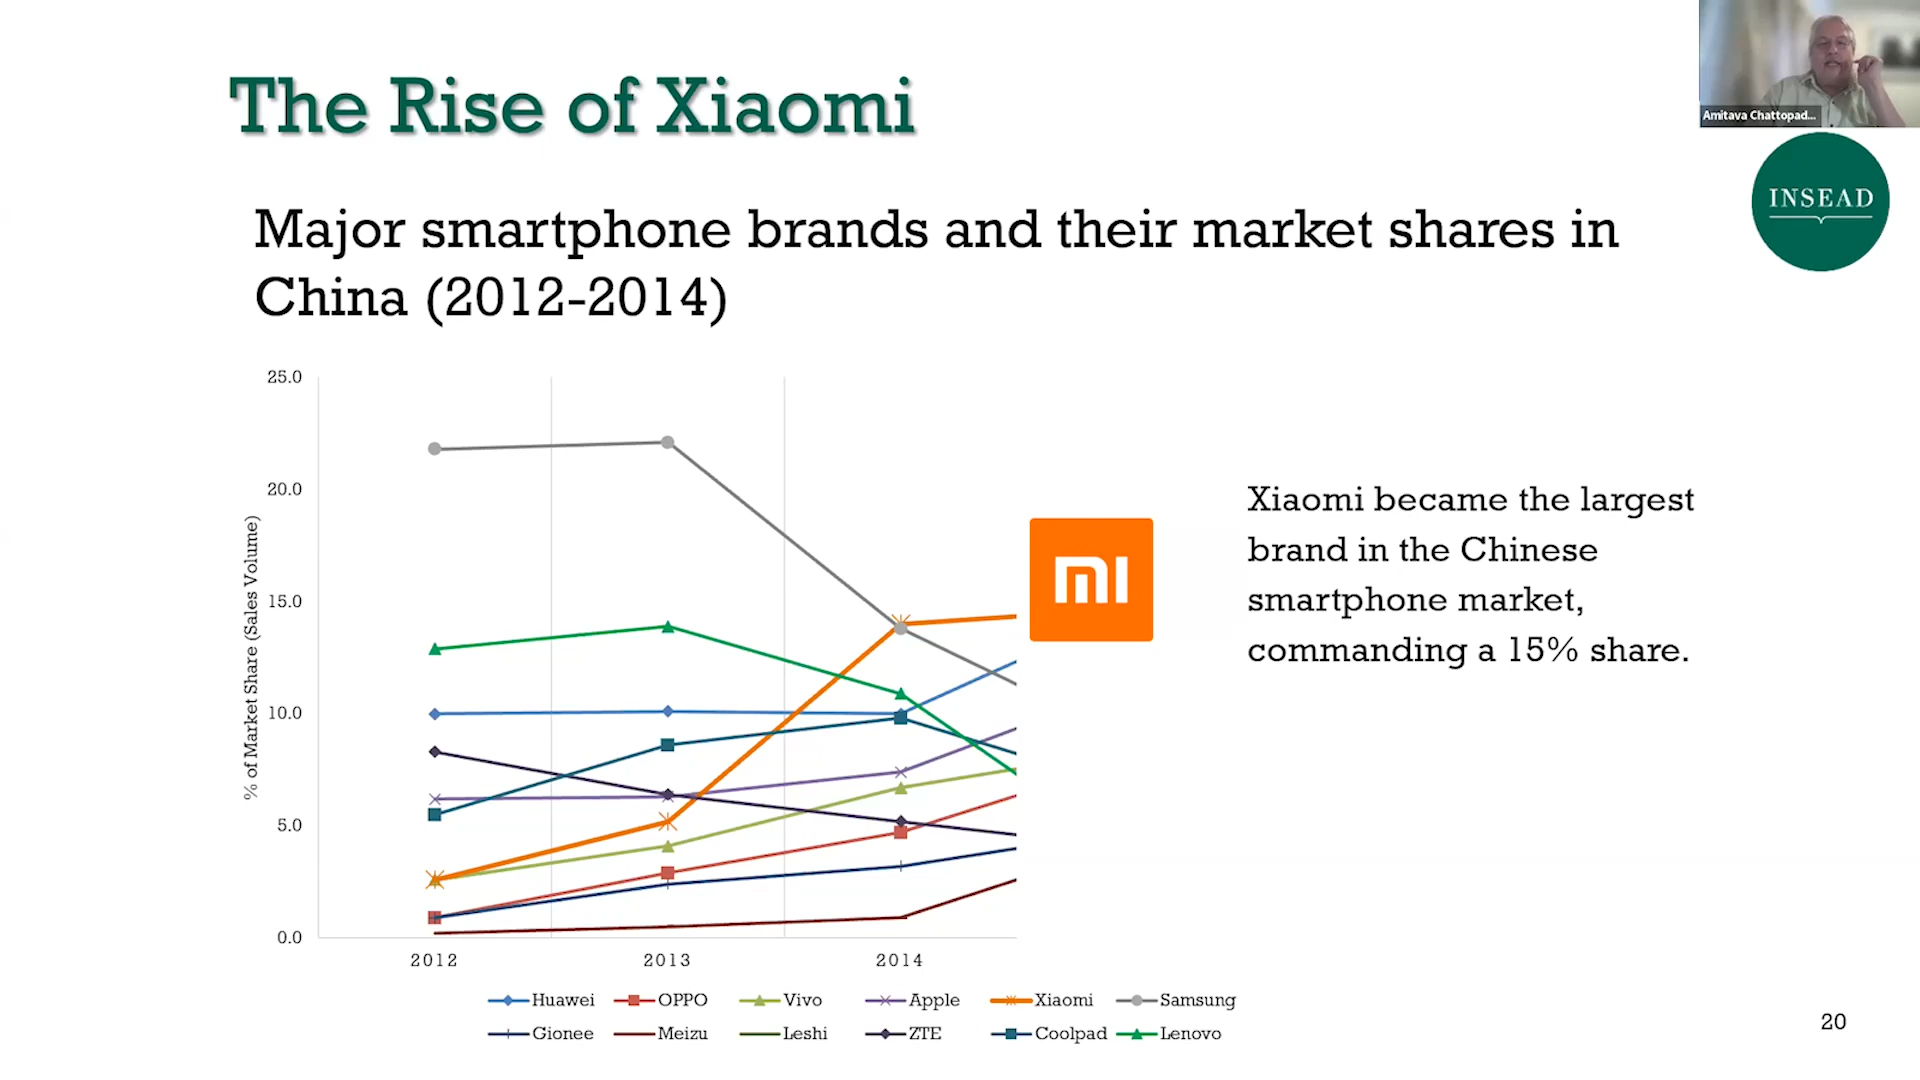 The Rise of Xiaomi
Amitava Chattopad...
INSEAD
Major smartphone brands and their market shares in
China (2012-2014)
% of Market Share (Sales Volume)
25.0
20.0
15.0
10.0
5.0
0.0
2012 2013 2014
mi
Xiaomi became the largest
brand in the Chinese
smartphone market,
commanding a 15% share.
Huawei OPPO Vivo Apple Xiaomi Samsung
Gionee Meizu Leshi ZTE Coolpad Lenovo
20